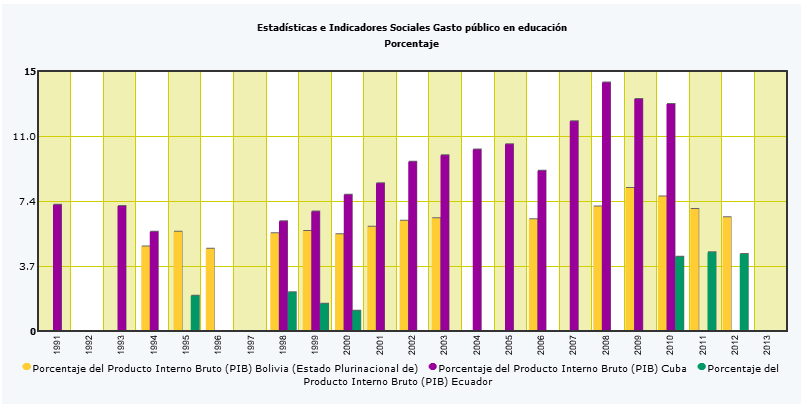 Estadísticas e Indicadores Sociales Gasto público en educación
Porcentaje
15
11.0
7.4
3.7
0
1991 1992 1993 1994 1995 1996 1997 1998 1999 2000 2001 2002 2003 2004 2005 2006 2007 2008 2009 2010 2011 2012 2013
Porcentaje del Producto Interno Bruto (PIB) Bolivia (Estado Plurinacional de) Porcentaje del Producto Interno Bruto (PIB) Cuba Porcentaje del
Producto Interno Bruto (PIB) Ecuador